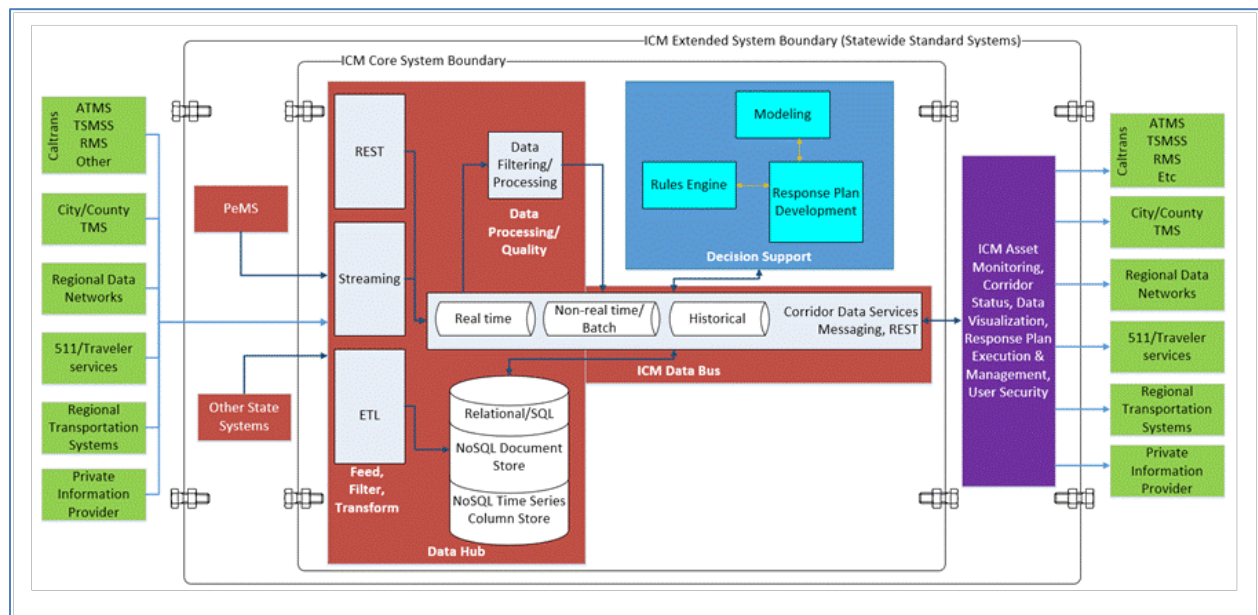 ICM Extended System Boundary (Statewide Standard Systems)
ICM Core System Boundary
Caltrans
ATMS
TSMSS
RMS
Other
City/County
TMS
Regional Data
Networks
511/Traveler
services
Regional
Transportation
Systems
Private
Information
Provider
PeMS
Other State
Systems
REST
Streaming
ETL
Feed,
Filter,
Transform
Data
Filtering/
Processing
Data
Processing/
Quality
Modeling
Rules Engine
Response Plan
Development
Decision Support
Real time
Non-real time/
Batch
Historical
Corridor Data Services
Messaging, REST
ICM Data Bus
Relational/SQL
NoSQL Document
Store
NoSQL Time Series
Column Store
Data Hub
ICM Asset
Monitoring,
Corridor
Status, Data
Visualization,
Response Plan
Execution &
Management,
User Security
Caltrans
ATMS
TSMSS
RMS
Etc
City/County
TMS
Regional Data
Networks
511/Traveler
services
Regional
Transportation
Systems
Private
Information
Provider